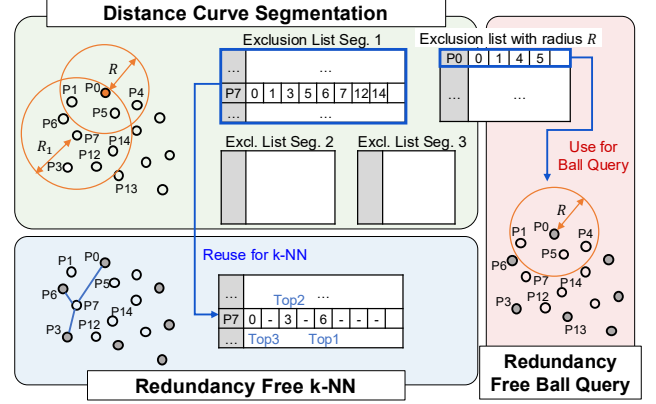 Distance Curve Segmentation
R
P0
P1
P4
P5
P6
P7
P14
R1
P3
P12
P13
Exclusion List Seg. 1
... ...
P7 0 1 3 5 6 7 12 14
... ...
Excl. List Seg. 2
Excl. List Seg. 3
Exclusion list with radius R
P0 0 1 4 5
... ...
Use for
Ball Query
R
P0
P1
P4
P5
P6
P7
P14
P3
P12
P13
Redundancy
Free Ball Query
Reuse for k-NN
P0
P1
P5
P6
P7
P14
P3
P12
... Top2 ...
P7 0 - 3 - 6 - - -
... Top3 Top1
Redundancy Free k-NN